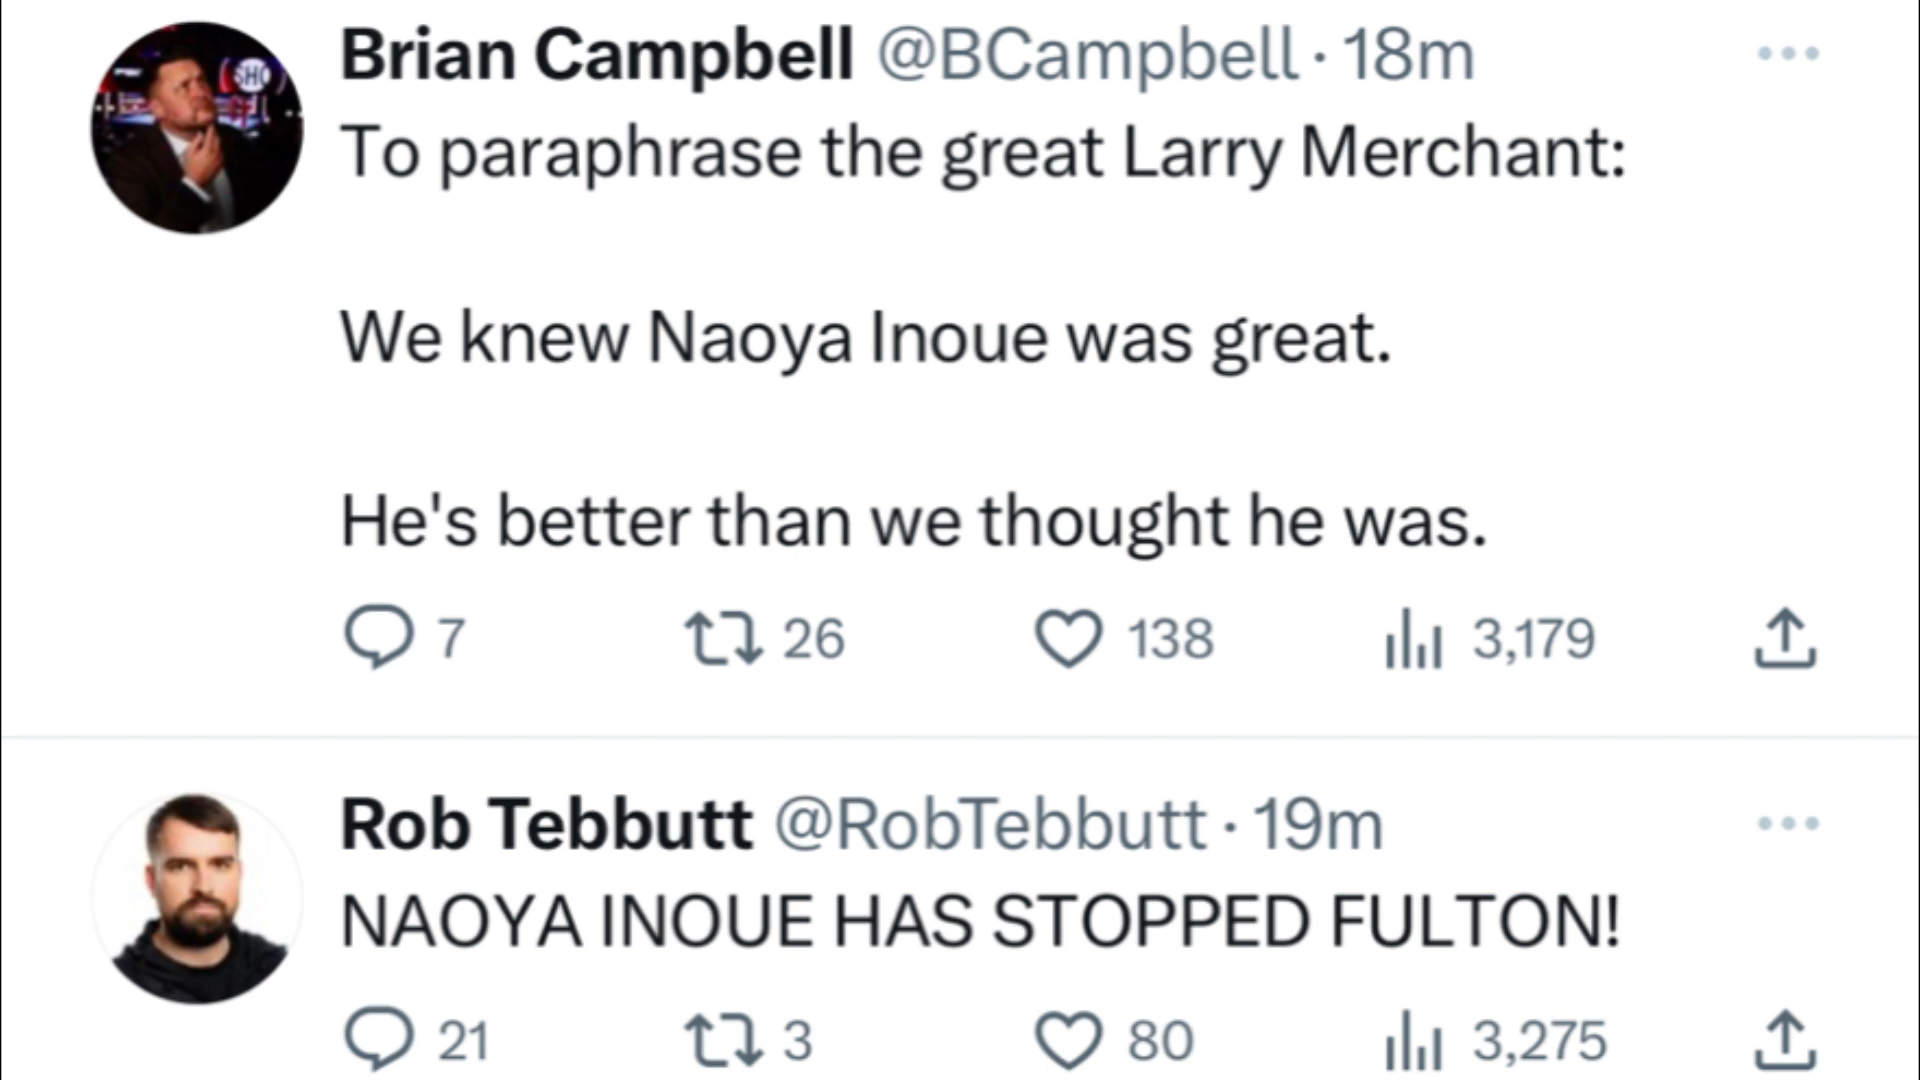 Brian Campbell @BCampbell · 18m
To paraphrase the great Larry Merchant:
We knew Naoya Inoue was great.
He's better than we thought he was.
7 26 138 3,179
Rob Tebbutt @RobTebbutt · 19m
NAOYA INOUE HAS STOPPED FULTON!
21 3 80 3,275